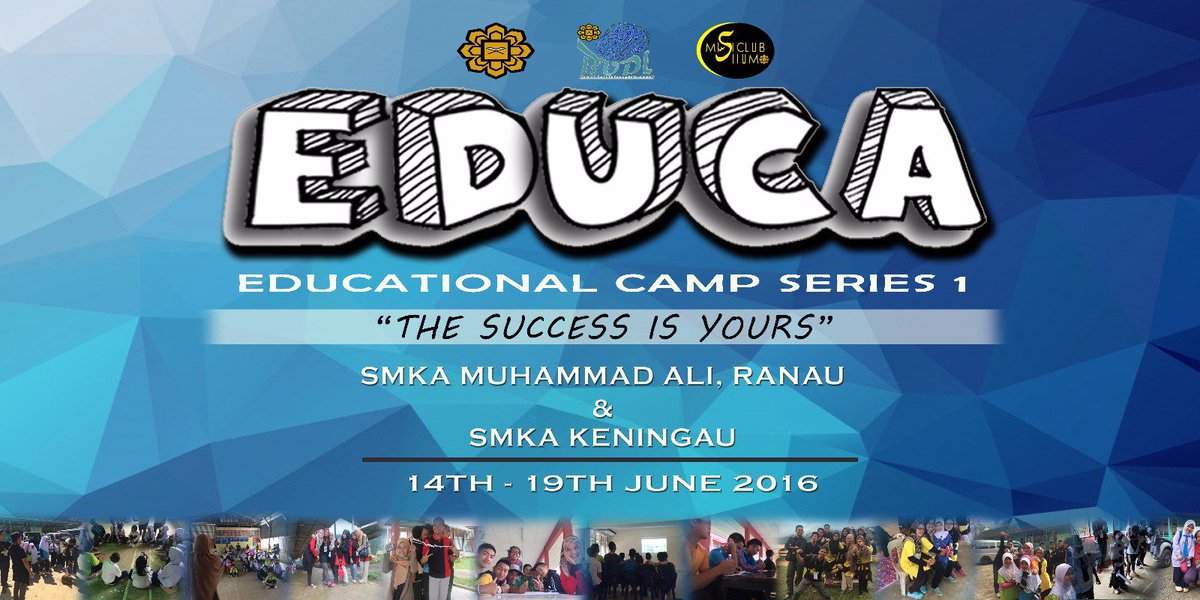 MUSICLUB
IIUM
EDUCA
EDUCATIONAL CAMP SERIES 1
“THE SUCCESS IS YOURS”
SMKA MUHAMMAD ALI, RANAU
&
SMKA KENINGAU
14TH - 19TH JUNE 2016